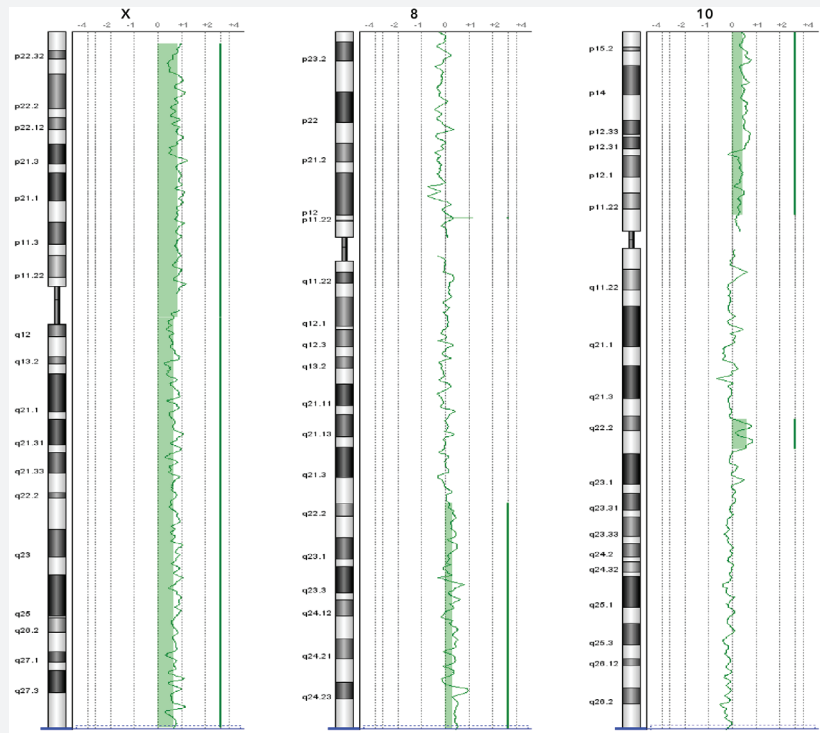 X
-4 -2 -1 0 +1 +2 +4
p22.32
p22.2
p22.12
p21.3
p21.1
p11.3
p11.22
q12
q13.2
q21.1
q21.31
q21.33
q22.2
q23
q25
q26.2
q27.1
q27.3
8
-4 -2 -1 0 +1 +2 +4
p23.2
p22
p21.2
p12
p11.22
q11.22
q12.1
q12.3
q13.2
q21.11
q21.13
q21.3
q22.2
q23.1
q23.3
q24.12
q24.21
q24.23
10
-4 -2 -1 0 +1 +2 +4
p15.2
p14
p12.33
p12.31
p12.1
p11.22
q11.22
q21.1
q21.3
q22.2
q23.1
q23.31
q23.33
q24.2
q24.32
q25.1
q25.3
q26.12
q26.2